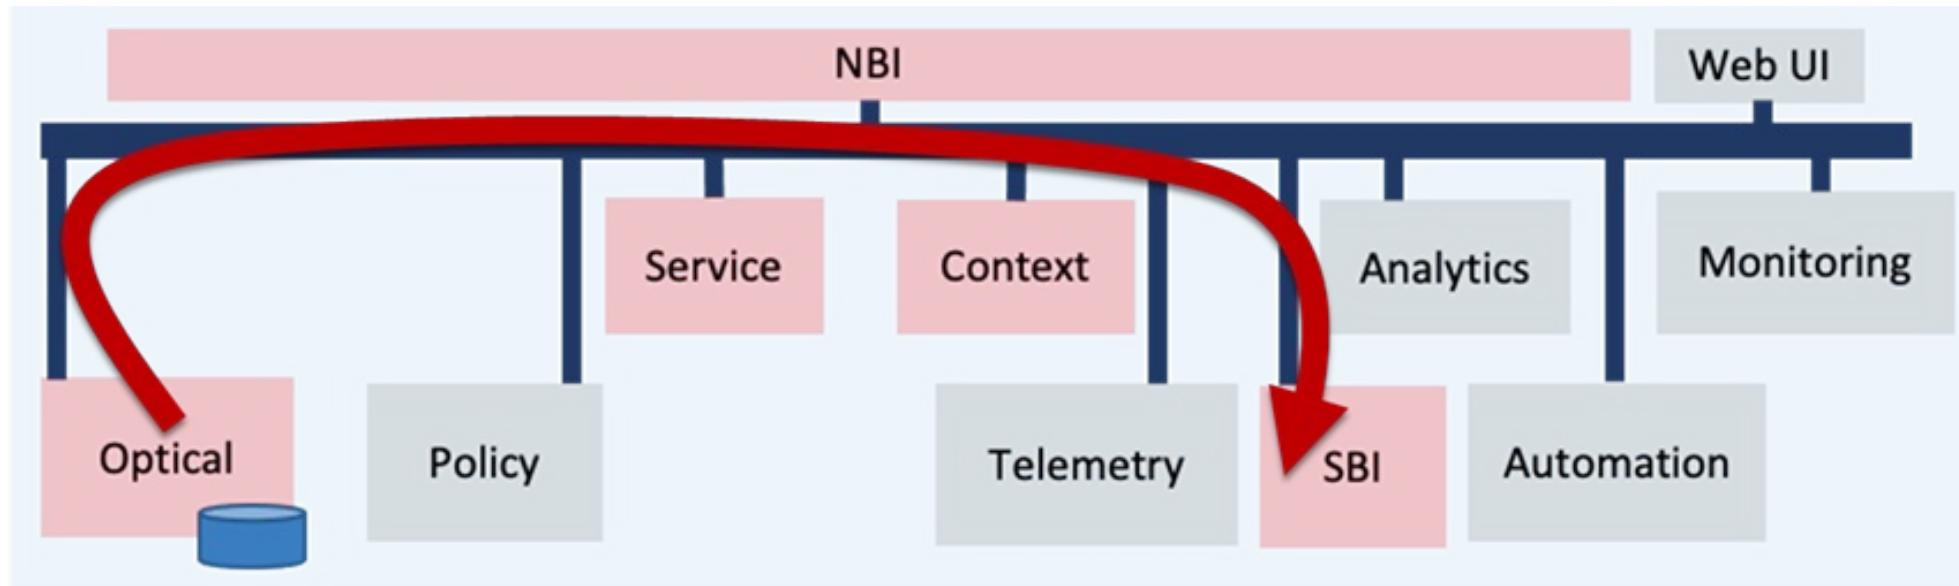 NBI
Web UI
Service
Context
Analytics
Monitoring
Optical
Policy
Telemetry
SBI
Automation